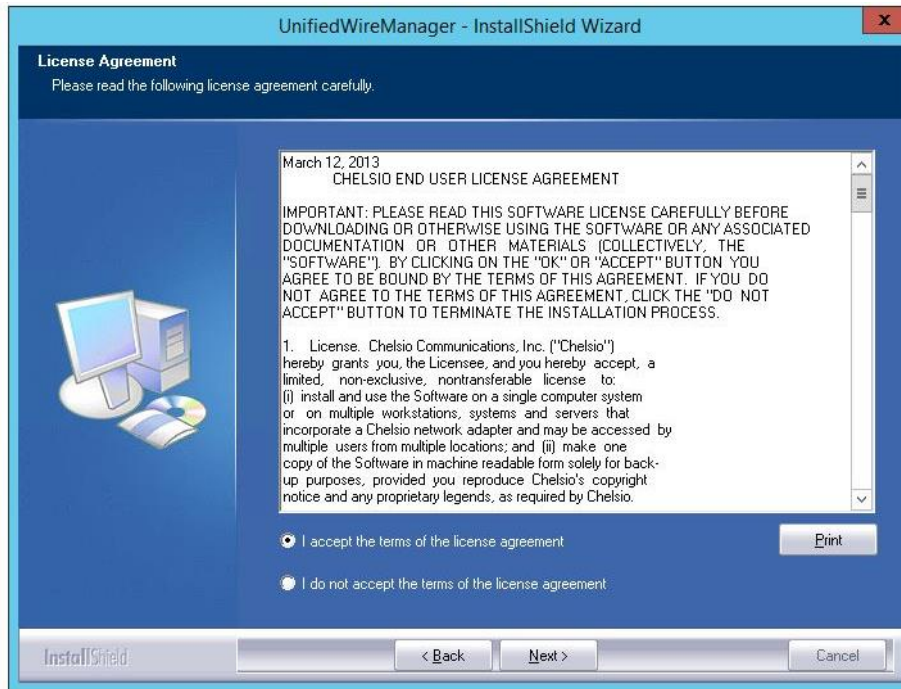 UnifiedWireManager - InstallShield Wizard
x
License Agreement
Please read the following license agreement carefully.
March 12, 2013
CHELSIO END USER LICENSE AGREEMENT
IMPORTANT: PLEASE READ THIS SOFTWARE LICENSE CAREFULLY BEFORE
DOWNLOADING OR OTHERWISE USING THE SOFTWARE OR ANY ASSOCIATED
DOCUMENTATION OR OTHER MATERIALS (COLLECTIVELY, THE
"SOFTWARE"). BY CLICKING ON THE "OK" OR "ACCEPT" BUTTON YOU
AGREE TO BE BOUND BY THE TERMS OF THIS AGREEMENT. IF YOU DO
NOT AGREE TO THE TERMS OF THIS AGREEMENT, CLICK THE "DO NOT
ACCEPT" BUTTON TO TERMINATE THE INSTALLATION PROCESS.
1. License. Chelsio Communications, Inc. ("Chelsio")
hereby grants you, the Licensee, and you hereby accept, a
limited, non-exclusive, nontransferable license to:
(i) install and use the Software on a single computer system
or on multiple workstations, systems and servers that
incorporate a Chelsio network adapter and may be accessed by
multiple users from multiple locations; and (ii) make one
copy of the Software in machine readable form solely for back-
up purposes, provided you reproduce Chelsio's copyright
notice and any proprietary legends, as required by Chelsio.
I accept the terms of the license agreement
Print
I do not accept the terms of the license agreement
InstallShield
< Back
Next >
Cancel